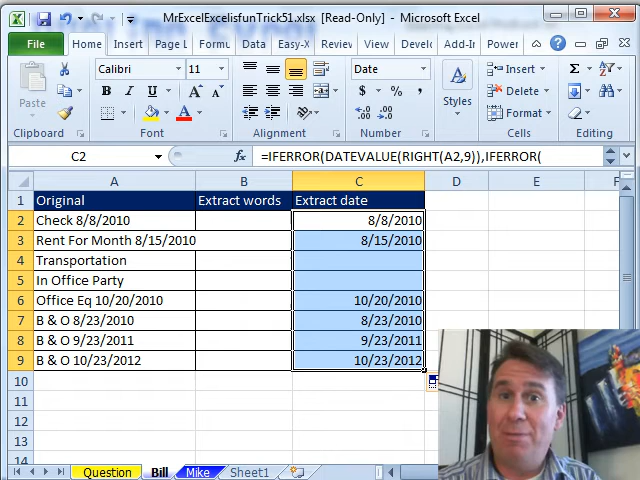 MrExcelExcelisfunTrick51.xlsx [Read-Only] - Microsoft Excel
File Home Insert Page L Formul Data Easy-X Review View Develo Add-In Power
Paste Calibri 11 Date Styles Insert
B I U A A $ % , Delete
.00 .0 Format
Clipboard Font Alignment Number Cells Editing
C2 fx =IFERROR(DATEVALUE(RIGHT(A2,9)),IFERROR(
A B C D E F
1 Original Extract words Extract date
2 Check 8/8/2010 8/8/2010
3 Rent For Month 8/15/2010 8/15/2010
4 Transportation
5 In Office Party
6 Office Eq 10/20/2010 10/20/2010
7 B & O 8/23/2010 8/23/2010
8 B & O 9/23/2011 9/23/2011
9 B & O 10/23/2012 10/23/2012
10
11
12
13
14
Question Bill Mike Sheet1